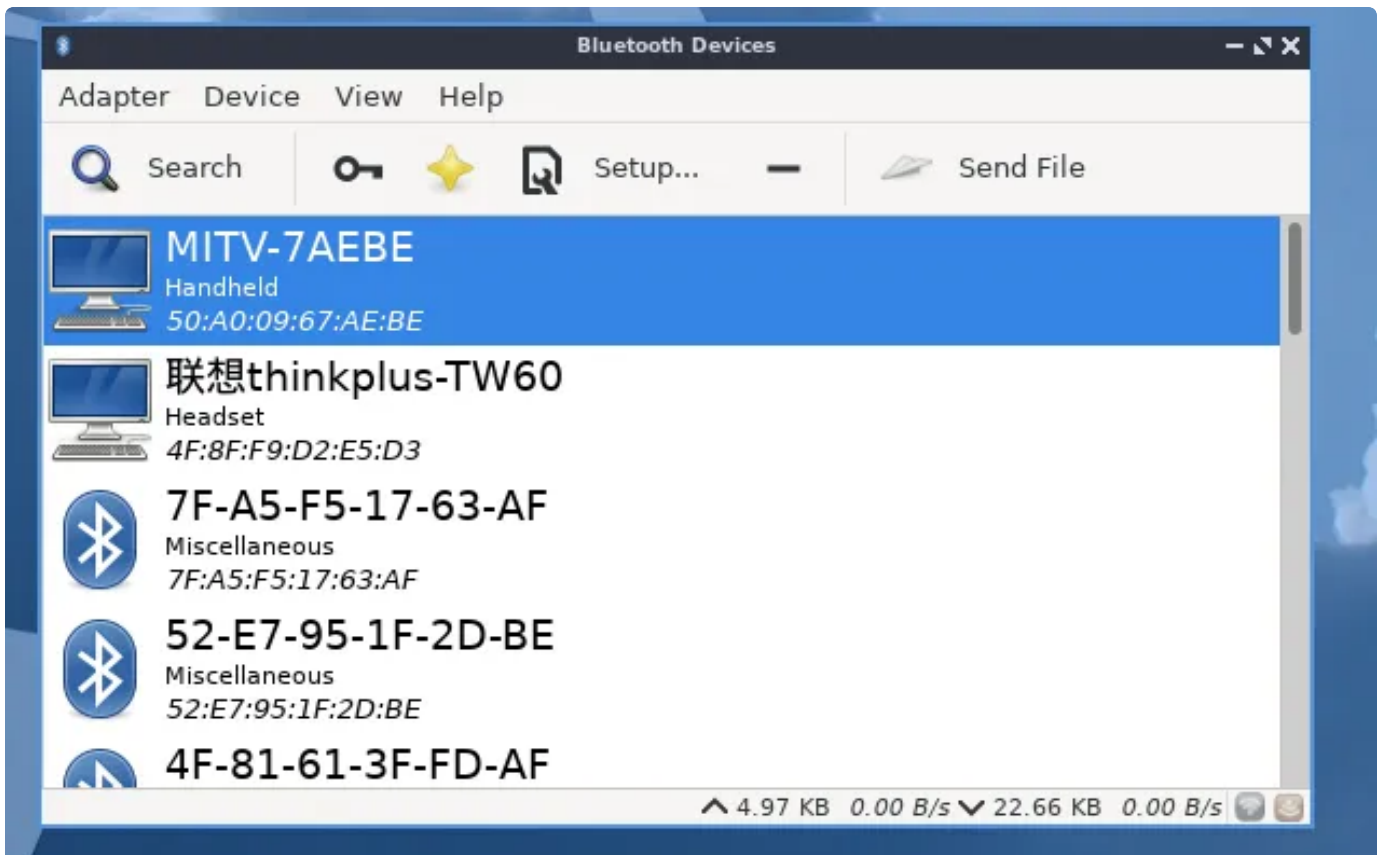 Bluetooth Devices
Adapter Device View Help
Search Setup... Send File
MITV-7AEBE
Handheld
50:A0:09:67:AE:BE
联想thinkplus-TW60
Headset
4F:8F:F9:D2:E5:D3
7F-A5-F5-17-63-AF
Miscellaneous
7F:A5:F5:17:63:AF
52-E7-95-1F-2D-BE
Miscellaneous
52:E7:95:1F:2D:BE
4F-81-61-3F-FD-AF
4.97 KB 0.00 B/s 22.66 KB 0.00 B/s